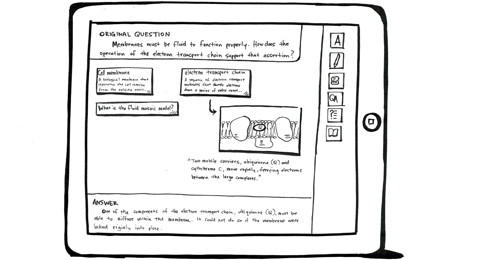 ORIGINAL QUESTION
Membranes must be fluid to function properly. How does the
operation of the electron transport chain support that assertion?
Cell membrane
A biological membrane that
separates the cell interior
from the outside
electron transport chain
A sequence of electron transport
molecules that shuttle electrons
down a series of redox
What is the fluid mosaic model?
"Two mobile carriers, ubiquinone (Q) and
cytochrome C, move rapidly, ferrying electrons
between the large complexes."
ANSWER
One of the components of the electron transport chain, ubiquinone (Q), must be
able to diffuse within the membrane. It could not do so if the membrane were
locked rigidly into place.
A